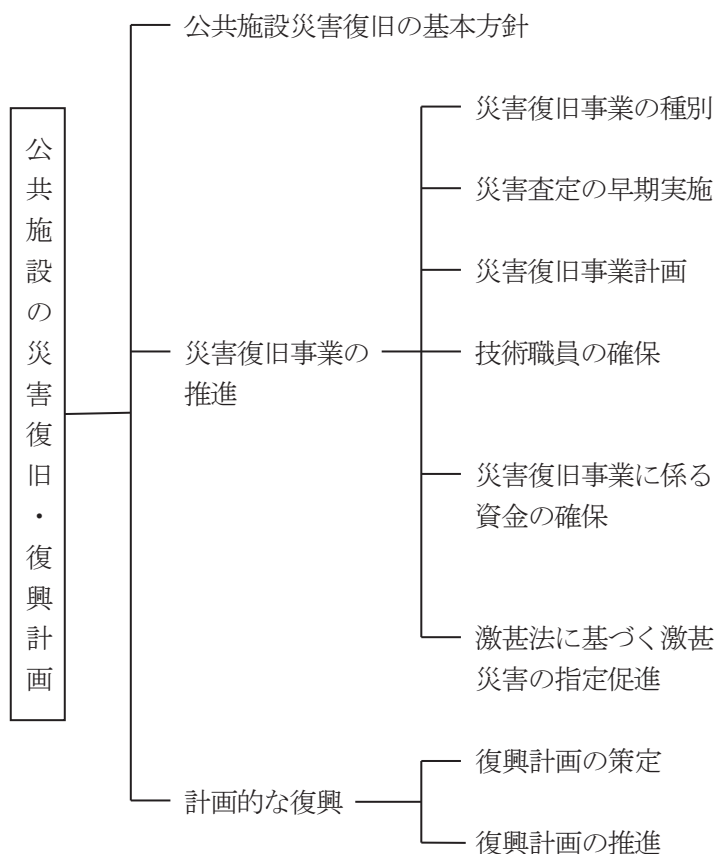 公共施設の災害復旧・復興計画
公共施設災害復旧の基本方針
災害復旧事業の
推進
災害復旧事業の種別
災害査定の早期実施
災害復旧事業計画
技術職員の確保
災害復旧事業に係る
資金の確保
激甚法に基づく激甚
災害の指定促進
計画的な復興
復興計画の策定
復興計画の推進